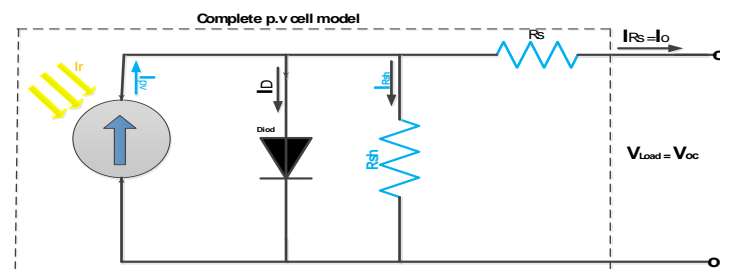 Complete p.v cell model
Rs
IRs=Io
Ir
Ipv
ID
IRsh
Diod
Rsh
VLoad = Voc